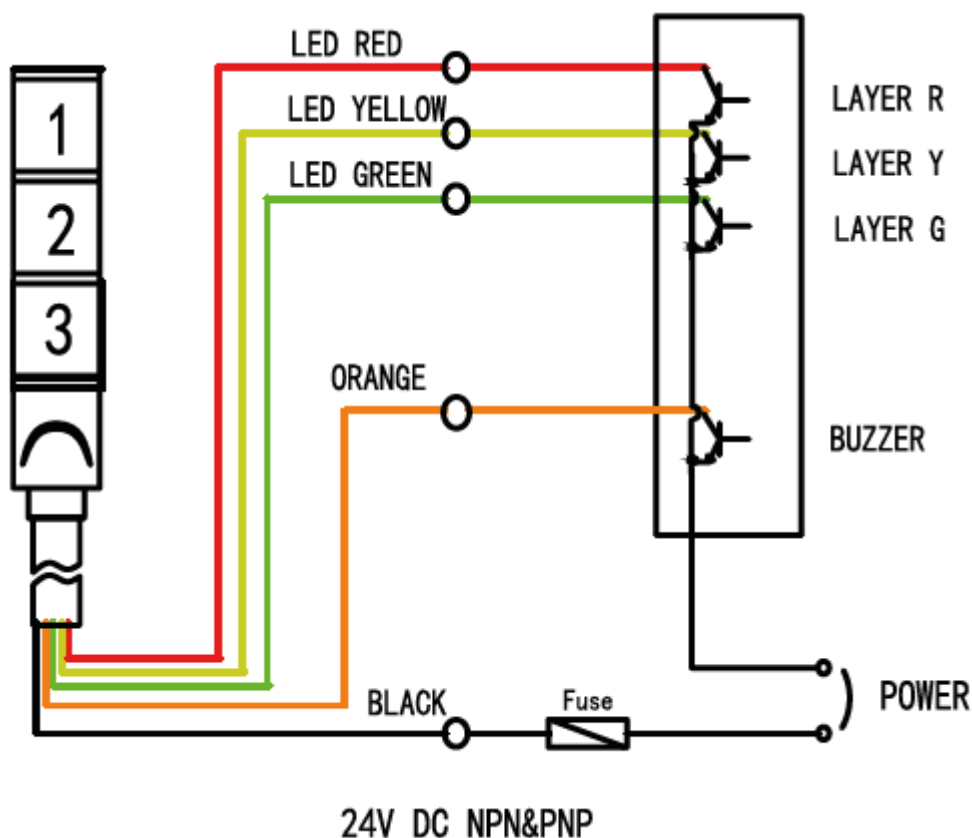 LED RED
LED YELLOW
LED GREEN
ORANGE
BLACK
Fuse
1
2
3
LAYER R
LAYER Y
LAYER G
BUZZER
POWER
24V DC NPN&PNP